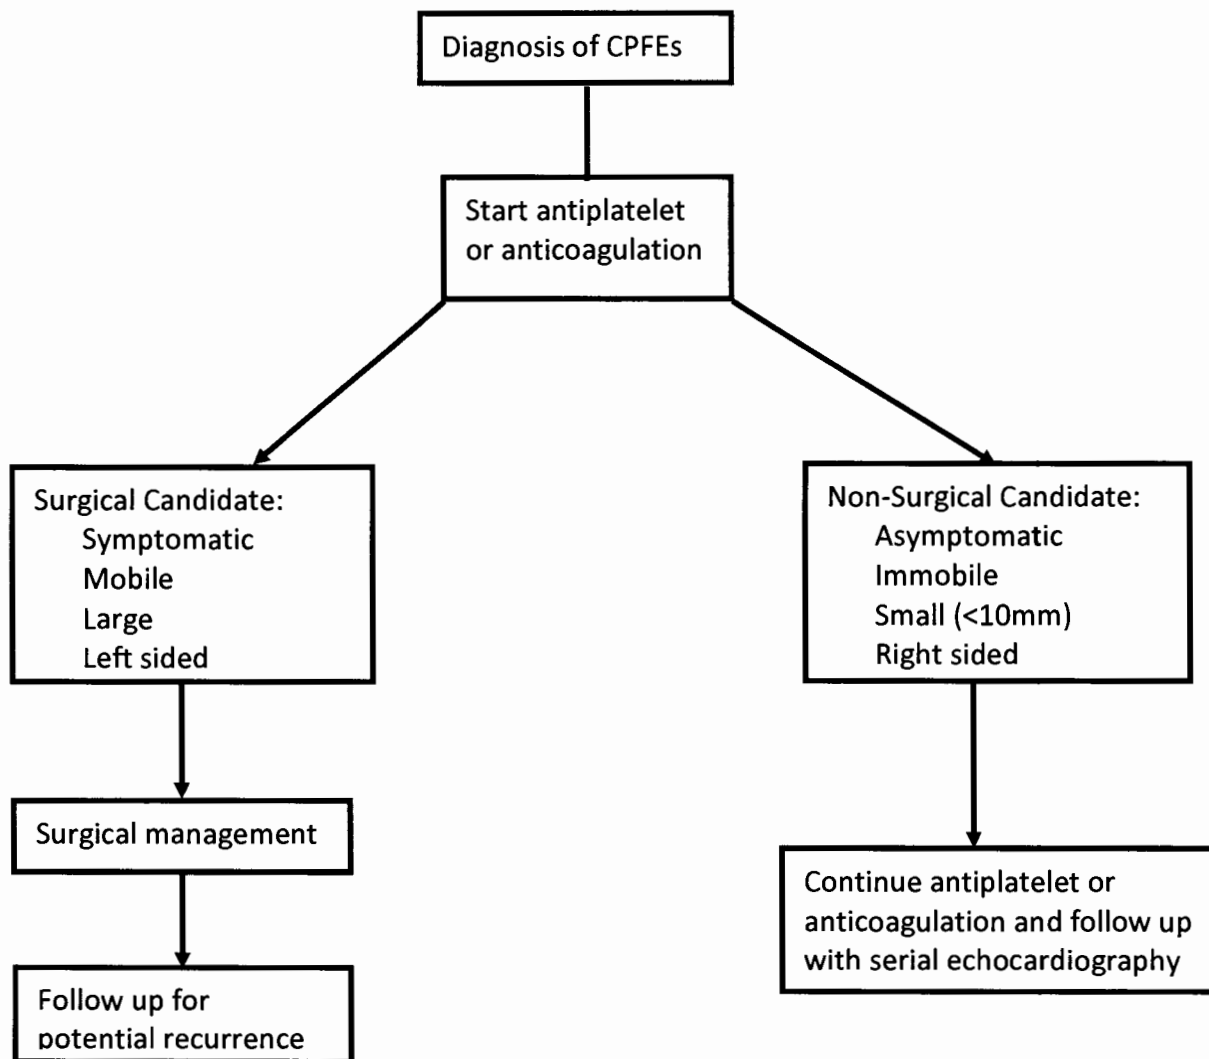 Diagnosis of CPFEs
Start antiplatelet
or anticoagulation
Surgical Candidate:
Symptomatic
Mobile
Large
Left sided
Surgical management
Follow up for
potential recurrence
Non-Surgical Candidate:
Asymptomatic
Immobile
Small (<10mm)
Right sided
Continue antiplatelet or
anticoagulation and follow up
with serial echocardiography